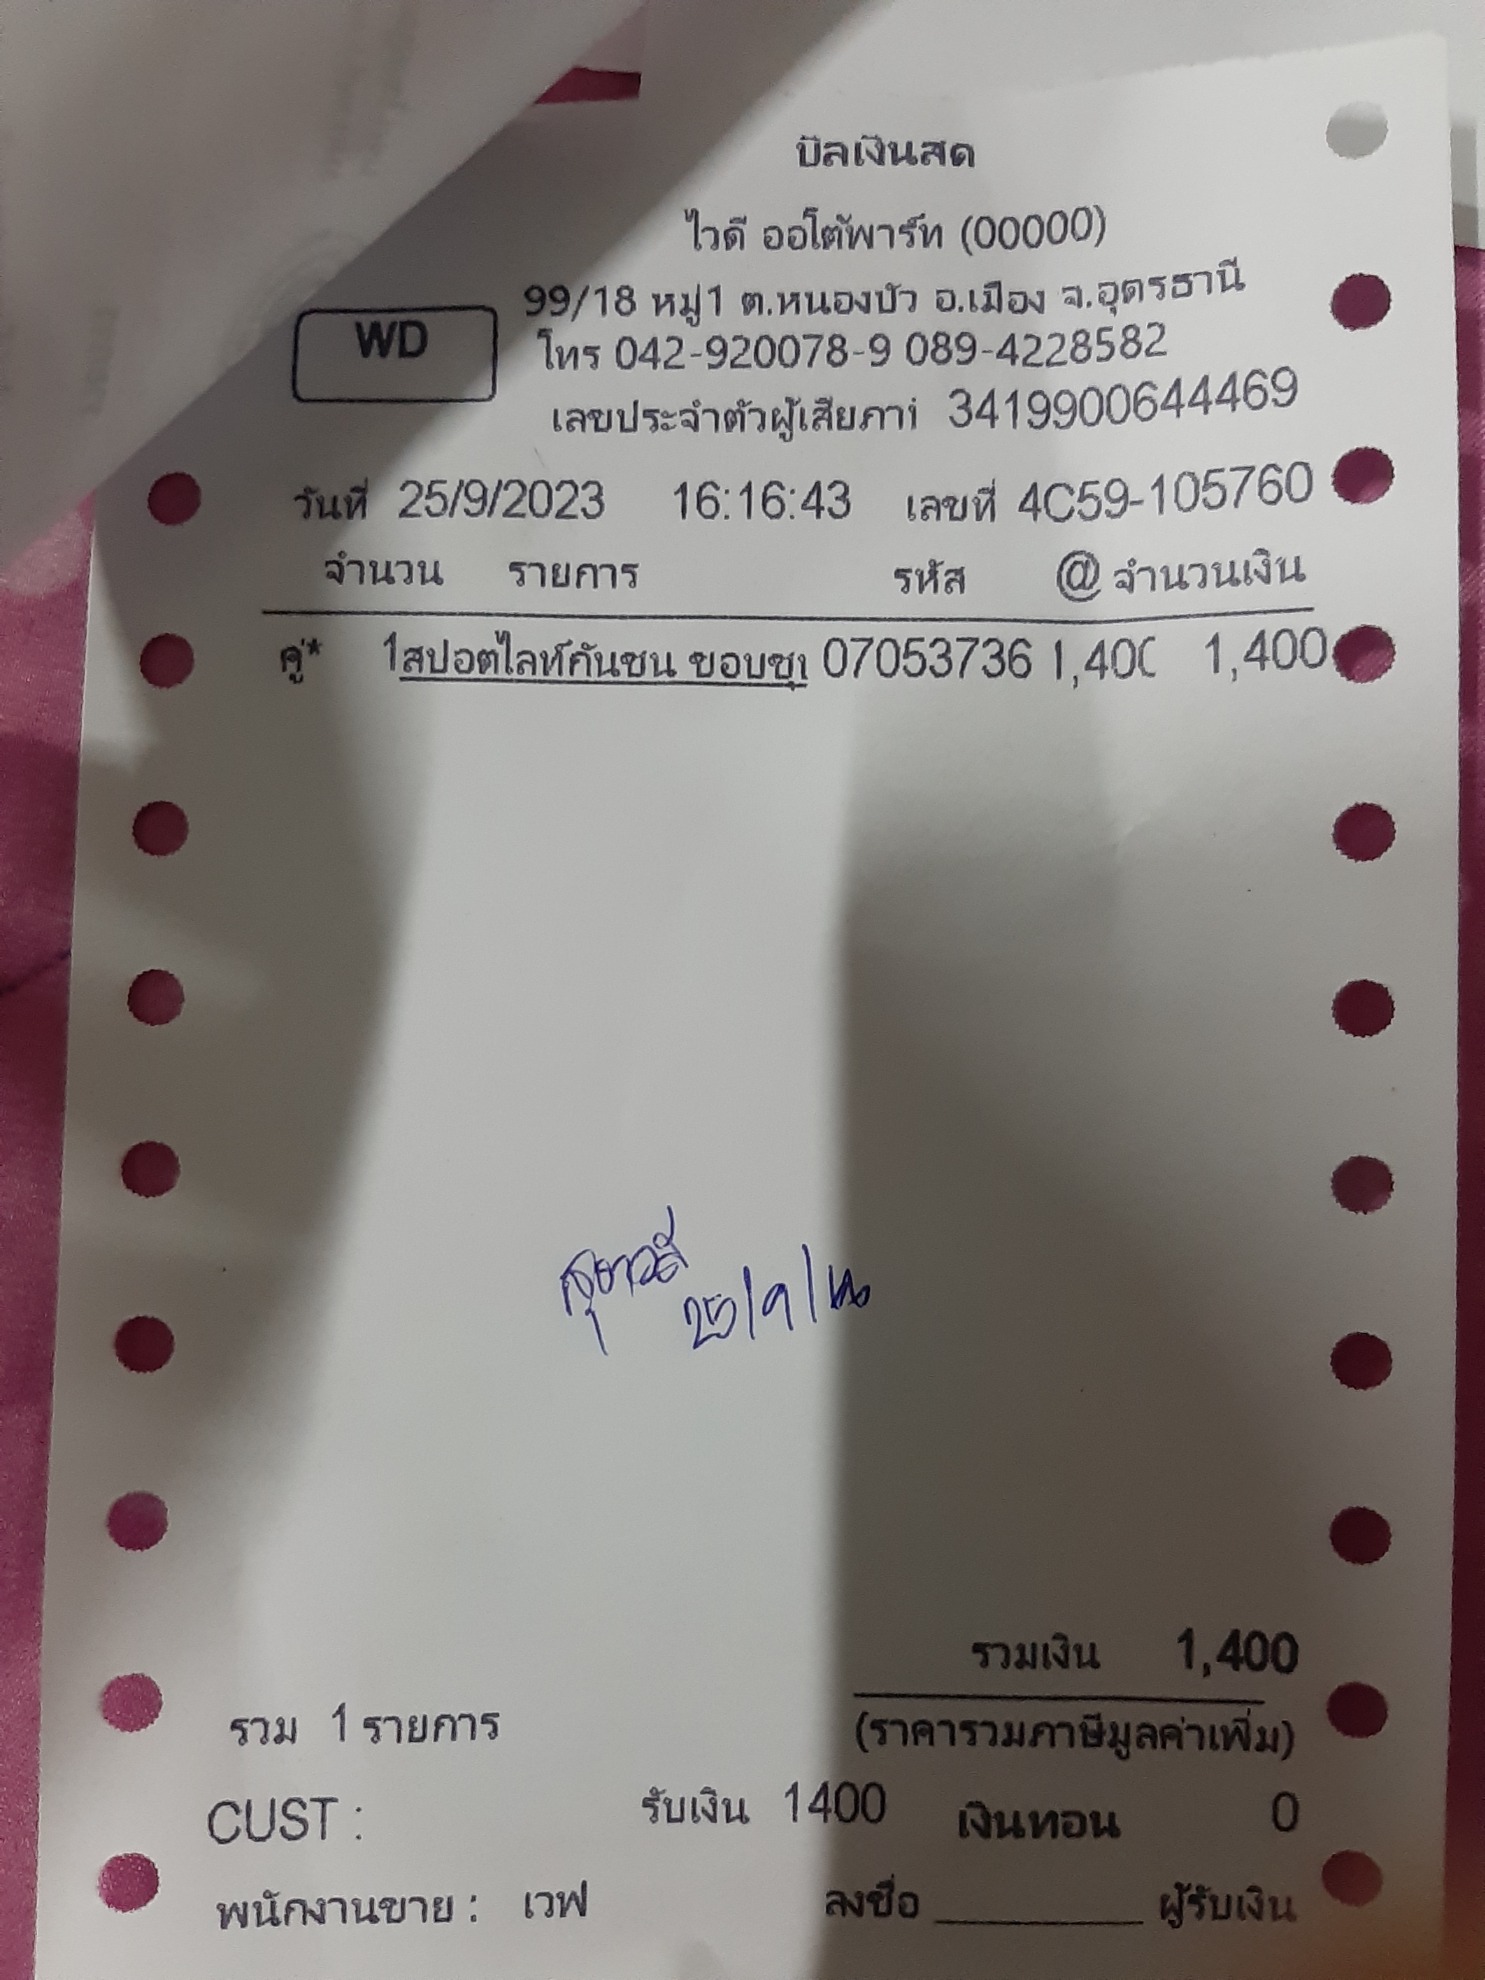 บิลเงินสด
ไวดี ออโต้พาร์ท (00000)
99/18 หมู่1 ต.หนองบัว อ.เมือง จ.อุดรธานี
WD
โทร 042-920078-9 089-4228582
เลขประจำตัวผู้เสียภาษี 3419900644469
วันที่ 25/9/2023 16:16:43 เลขที่ 4C59-105760
จำนวน รายการ รหัส @ จำนวนเงิน
คู่* 1สปอตไลท์กันชน ขอบชุบ 07053736 1,400 1,400
25/9/
รวมเงิน 1,400
รวม 1 รายการ (ราคารวมภาษีมูลค่าเพิ่ม)
CUST : รับเงิน 1400 เงินทอน 0
พนักงานขาย : เวฟ ลงชื่อ ผู้รับเงิน